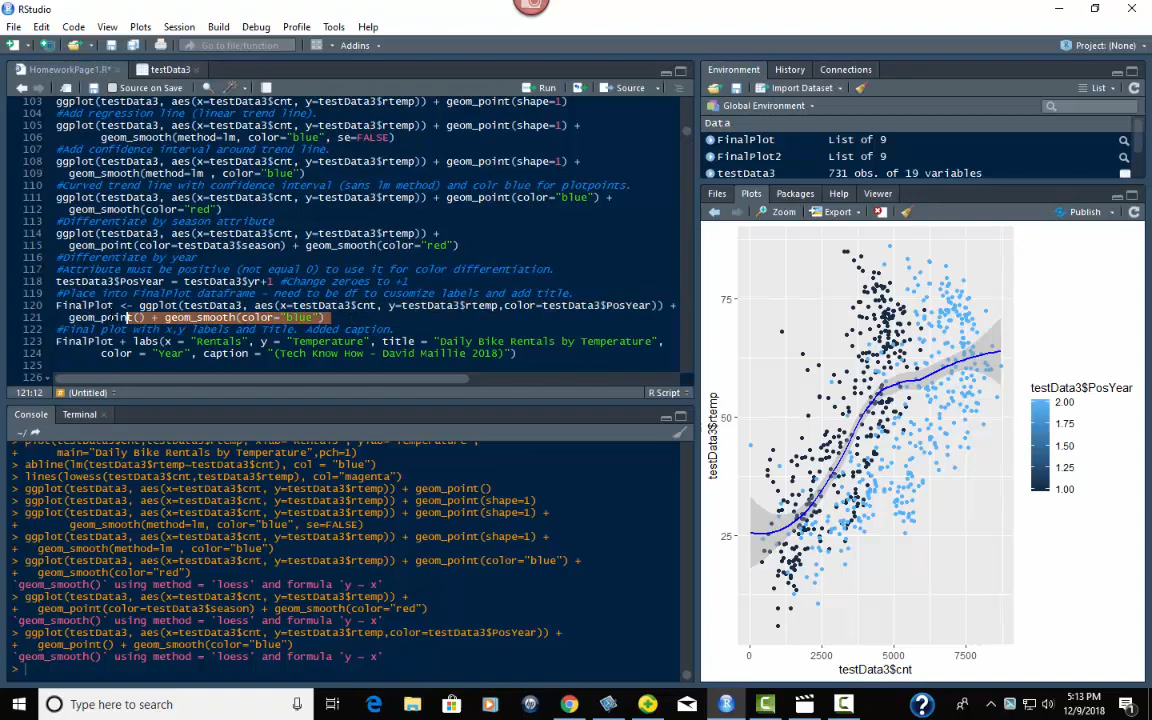 RStudio
File Edit Code View Plots Session Build Debug Profile Tools Help
Go to file/function Addins Project: (None)
HomeworkPage1.R* testData3
Source on Save Run Source
103 ggplot(testData3, aes(x=testData3$cnt, y=testData3$rtemp)) + geom_point(shape=1)
104 #Add regression line (linear trend line).
105 ggplot(testData3, aes(x=testData3$cnt, y=testData3$rtemp)) + geom_point(shape=1) +
106 geom_smooth(method=lm, color="blue", se=FALSE)
107 #Add confidence interval around trend line.
108 ggplot(testData3, aes(x=testData3$cnt, y=testData3$rtemp)) + geom_point(shape=1) +
109 geom_smooth(method=lm , color="blue")
110 #Curved trend line with confidence interval (sans lm method) and colr blue for plotpoints.
111 ggplot(testData3, aes(x=testData3$cnt, y=testData3$rtemp)) + geom_point(color="blue") +
112 geom_smooth(color="red")
113 #Differentiate by season attribute
114 ggplot(testData3, aes(x=testData3$cnt, y=testData3$rtemp)) +
115 geom_point(color=testData3$season) + geom_smooth(color="red")
116 #Differentiate by year
117 #Attribute must be positive (not equal 0) to use it for color differentiation.
118 testData3$PosYear = testData3$yr+1 #Change zeroes to +1
119 #Place into FinalPlot dataframe - need to be df to cusomize labels and add title.
120 FinalPlot <- ggplot(testData3, aes(x=testData3$cnt, y=testData3$rtemp,color=testData3$PosYear)) +
121 geom_point() + geom_smooth(color="blue")
122 #Final plot with x,y labels and Title. Added caption.
123 FinalPlot + labs(x = "Rentals", y = "Temperature", title = "Daily Bike Rentals by Temperature",
124 color = "Year", caption = "(Tech Know How - David Maillie 2018)")
125
126
121:12 (Untitled) R Script
Console Terminal
~/
+ main="Daily Bike Rentals by Temperature",pch=1)
> abline(lm(testData3$rtemp~testData3$cnt), col = "blue")
> lines(lowess(testData3$cnt,testData3$rtemp), col="magenta")
> ggplot(testData3, aes(x=testData3$cnt, y=testData3$rtemp)) + geom_point()
> ggplot(testData3, aes(x=testData3$cnt, y=testData3$rtemp)) + geom_point(shape=1)
> ggplot(testData3, aes(x=testData3$cnt, y=testData3$rtemp)) + geom_point(shape=1) +
+ geom_smooth(method=lm, color="blue", se=FALSE)
> ggplot(testData3, aes(x=testData3$cnt, y=testData3$rtemp)) + geom_point(shape=1) +
+ geom_smooth(method=lm , color="blue")
> ggplot(testData3, aes(x=testData3$cnt, y=testData3$rtemp)) + geom_point(color="blue") +
+ geom_smooth(color="red")
`geom_smooth()` using method = 'loess' and formula 'y ~ x'
> ggplot(testData3, aes(x=testData3$cnt, y=testData3$rtemp)) +
+ geom_point(color=testData3$season) + geom_smooth(color="red")
`geom_smooth()` using method = 'loess' and formula 'y ~ x'
> ggplot(testData3, aes(x=testData3$cnt, y=testData3$rtemp,color=testData3$PosYear)) +
+ geom_point() + geom_smooth(color="blue")
`geom_smooth()` using method = 'loess' and formula 'y ~ x'
>
Environment History Connections
Import Dataset List
Global Environment
Data
FinalPlot List of 9
FinalPlot2 List of 9
testData3 731 obs. of 19 variables
Files Plots Packages Help Viewer
Zoom Export Publish
testData3$rtemp
75
50
25
0 2500 5000 7500
testData3$cnt
testData3$PosYear
2.00
1.75
1.50
1.25
1.00
Type here to search
5:13 PM
12/9/2018
1